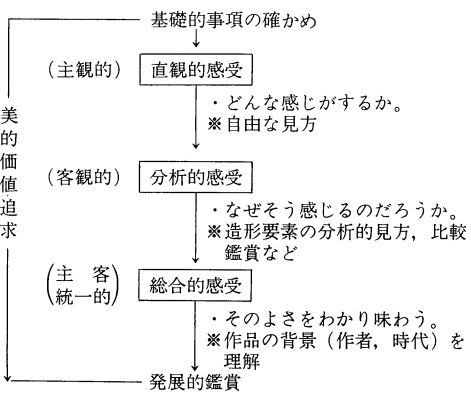 基礎的事項の確かめ
(主観的) 直観的感受
・どんな感じがするか。
※自由な見方
美的価値追求
(客観的) 分析的感受
・なぜそう感じるのだろうか。
※造形要素の分析的見方，比較
鑑賞など
(主客
統一的) 総合的感受
・そのよさをわかり味わう。
※作品の背景（作者，時代）を
理解
発展的鑑賞